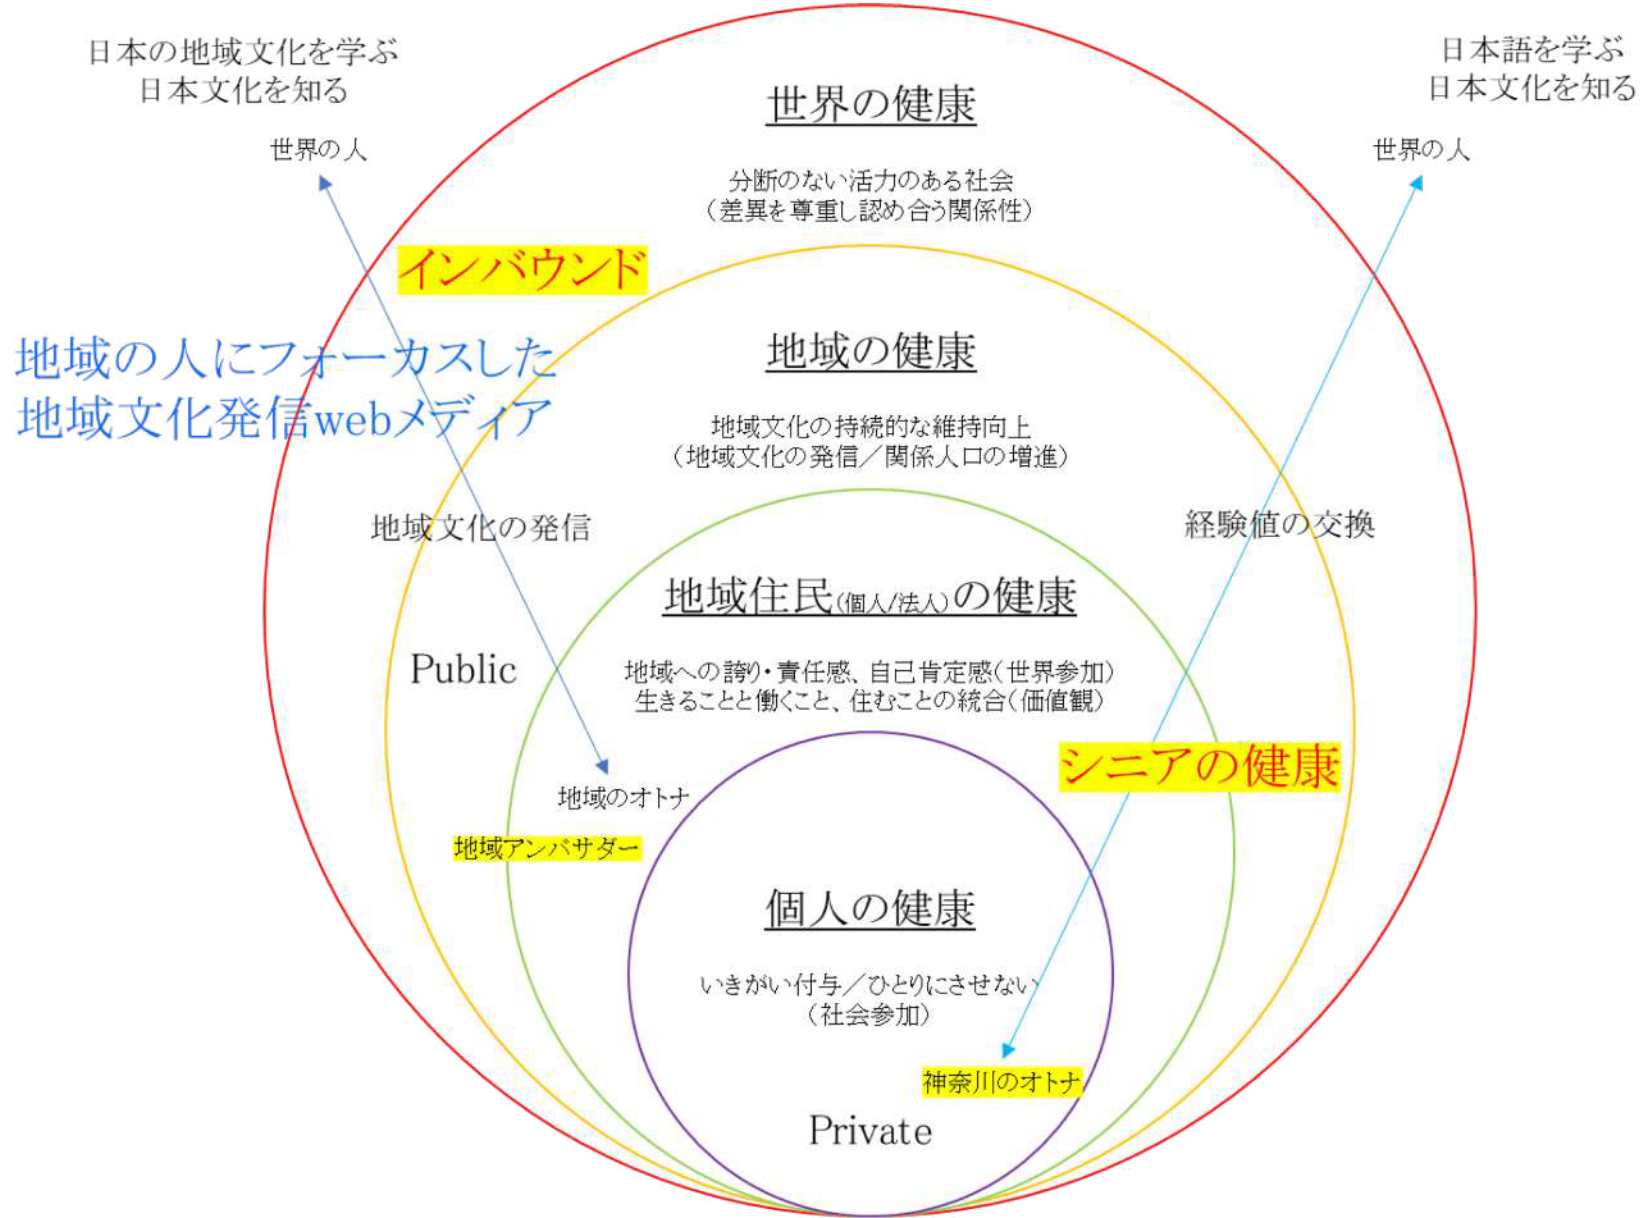 日本の地域文化を学ぶ
日本文化を知る
世界の人
日本語を学ぶ
日本文化を知る
世界の人
世界の健康
分断のない活力のある社会
（差異を尊重し認め合う関係性）
インバウンド
地域の人にフォーカスした
地域文化発信webメディア
地域の健康
地域文化の持続的な維持向上
（地域文化の発信／関係人口の増進）
地域文化の発信
経験値の交換
地域住民(個人/法人)の健康
Public
地域への誇り・責任感、自己肯定感（世界参加）
生きることと働くこと、住むことの統合（価値観）
シニアの健康
地域のオトナ
地域アンバサダー
個人の健康
いきがい付与／ひとりにさせない
（社会参加）
神奈川のオトナ
Private